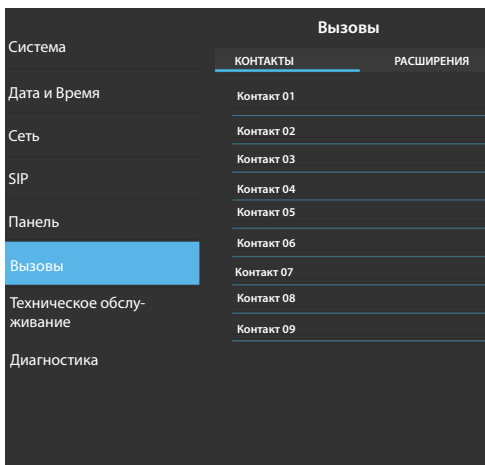 Вызовы
Система
Дата и Время
Сеть
SIP
Панель
Вызовы
Техническое обслу-
живание
Диагностика
КОНТАКТЫ РАСШИРЕНИЯ
Контакт 01
Контакт 02
Контакт 03
Контакт 04
Контакт 05
Контакт 06
Контакт 07
Контакт 08
Контакт 09